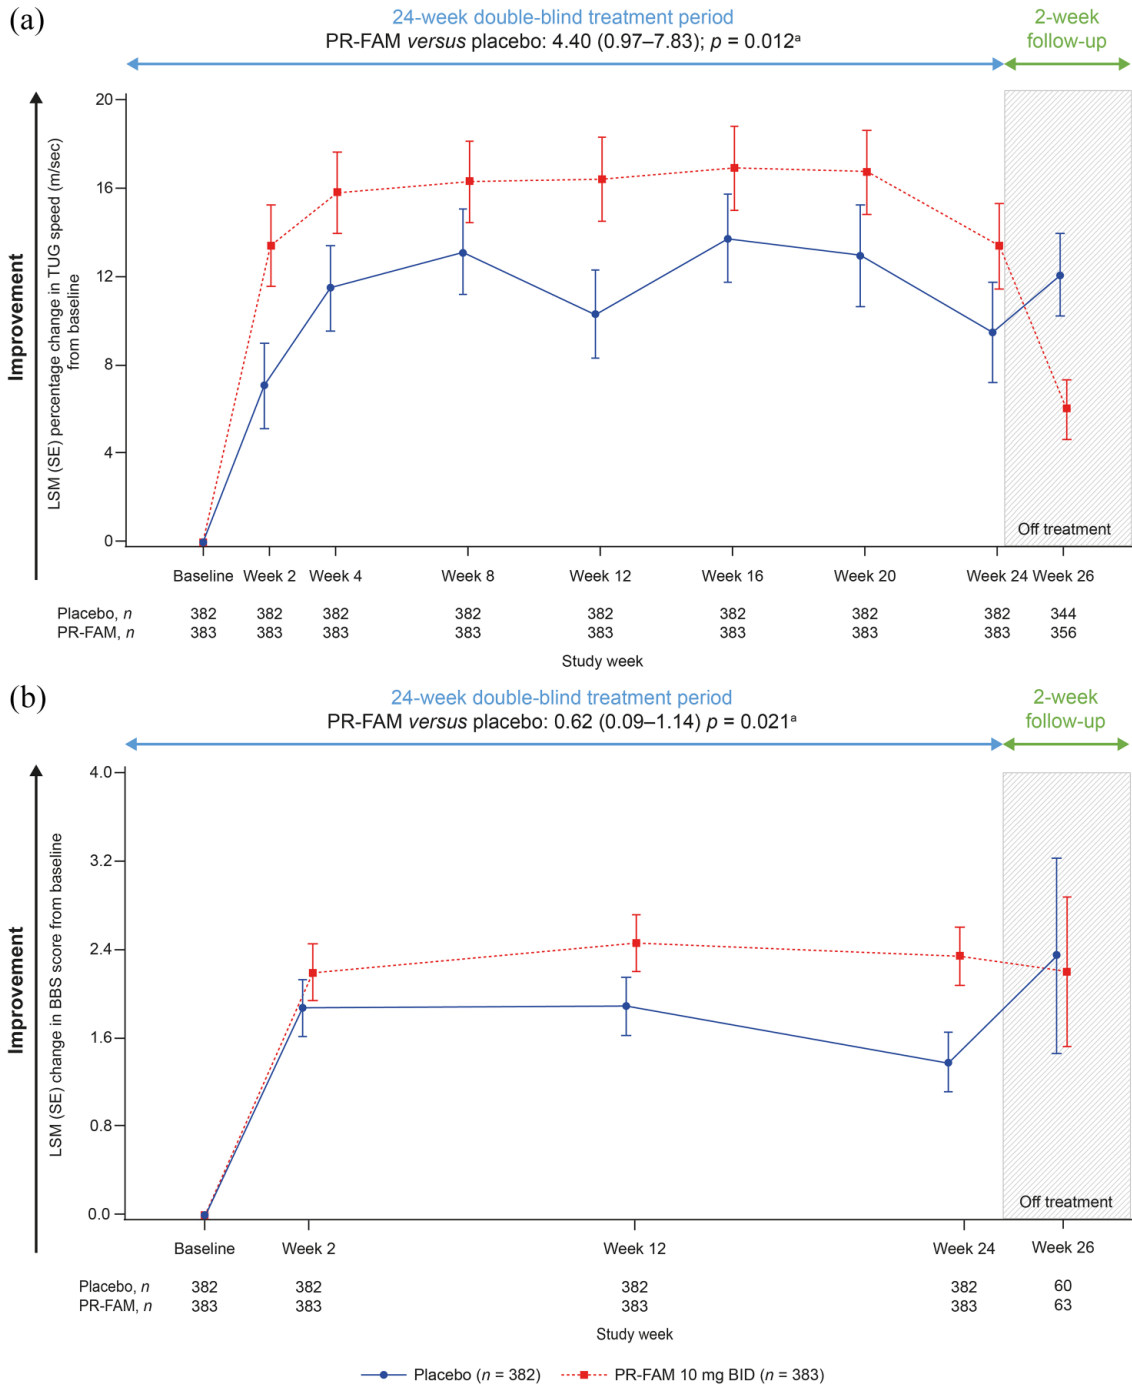 (a)
24-week double-blind treatment period
PR-FAM versus placebo: 4.40 (0.97–7.83); p = 0.012ᵃ
2-week
follow-up
Improvement
LSM (SE) percentage change in TUG speed (m/sec)
from baseline
20
16
12
8
4
0
Off treatment
Baseline Week 2 Week 4 Week 8 Week 12 Week 16 Week 20 Week 24 Week 26
Placebo, n 382 382 382 382 382 382 382 382 344
PR-FAM, n 383 383 383 383 383 383 383 383 356
Study week
(b)
24-week double-blind treatment period
PR-FAM versus placebo: 0.62 (0.09–1.14) p = 0.021ᵃ
2-week
follow-up
Improvement
LSM (SE) change in BBS score from baseline
4.0
3.2
2.4
1.6
0.8
0.0
Off treatment
Baseline Week 2 Week 12 Week 24 Week 26
Placebo, n 382 382 382 382 60
PR-FAM, n 383 383 383 383 63
Study week
Placebo (n = 382) PR-FAM 10 mg BID (n = 383)